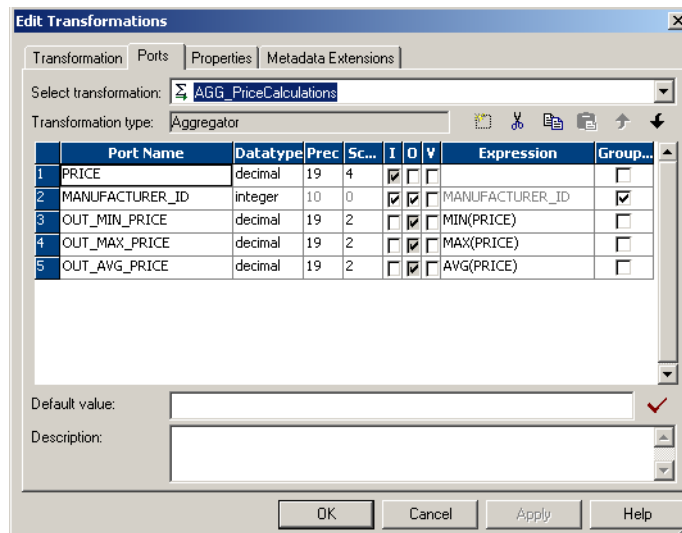 Edit Transformations
Transformation Ports Properties Metadata Extensions
Select transformation: AGG_PriceCalculations
Transformation type: Aggregator
Port Name Datatype Prec Sc... I O V Expression Group...
1 PRICE decimal 19 4
2 MANUFACTURER_ID integer 10 0 MANUFACTURER_ID
3 OUT_MIN_PRICE decimal 19 2 MIN(PRICE)
4 OUT_MAX_PRICE decimal 19 2 MAX(PRICE)
5 OUT_AVG_PRICE decimal 19 2 AVG(PRICE)
Default value:
Description:
OK Cancel Apply Help